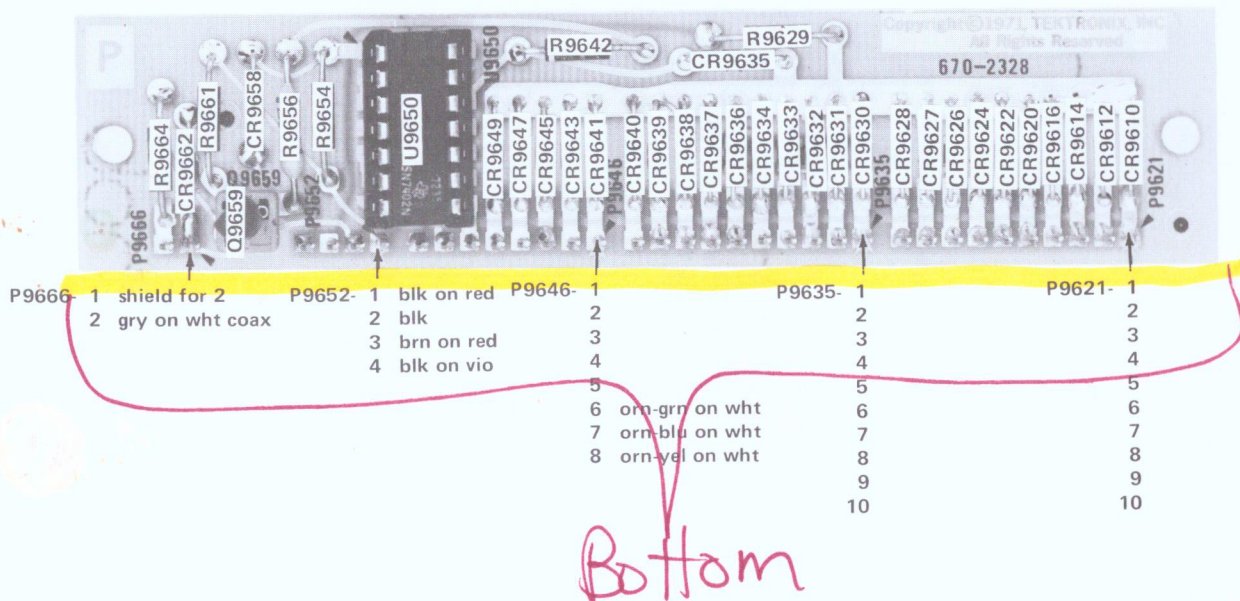 Copyright © 1971, TEKTRONIX, INC
All Rights Reserved
P
670-2328
R9664
CR9662
R9661
CR9658
R9656
R9654
Q9659
Q9659
P9666
P9652
U9650
U9650
SN7402N
R9642
R9629
CR9635
CR9649
CR9647
CR9645
CR9643
CR9641
P9646
CR9640
CR9639
CR9638
CR9637
CR9636
CR9634
CR9633
CR9632
CR9631
CR9630
P9635
CR9628
CR9627
CR9626
CR9624
CR9622
CR9620
CR9616
CR9614
CR9612
CR9610
P9621
P9666- 1 shield for 2
2 gry on wht coax
P9652- 1 blk on red
2 blk
3 brn on red
4 blk on vio
P9646- 1
2
3
4
5
6 orn-grn on wht
7 orn-blu on wht
8 orn-yel on wht
P9635- 1
2
3
4
5
6
7
8
9
10
P9621- 1
2
3
4
5
6
7
8
9
10
Bottom